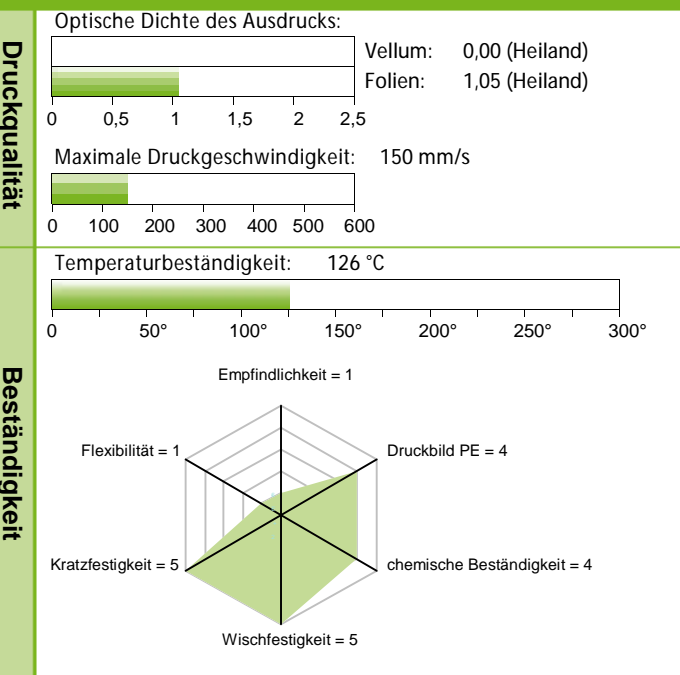 Druckqualität
Optische Dichte des Ausdrucks:
Vellum: 0,00 (Heiland)
Folien: 1,05 (Heiland)
0 0,5 1 1,5 2 2,5
Maximale Druckgeschwindigkeit: 150 mm/s
0 100 200 300 400 500 600
Beständigkeit
Temperaturbeständigkeit: 126 °C
0 50° 100° 150° 200° 250° 300°
Empfindlichkeit = 1
Flexibilität = 1
Druckbild PE = 4
Kratzfestigkeit = 5
chemische Beständigkeit = 4
Wischfestigkeit = 5